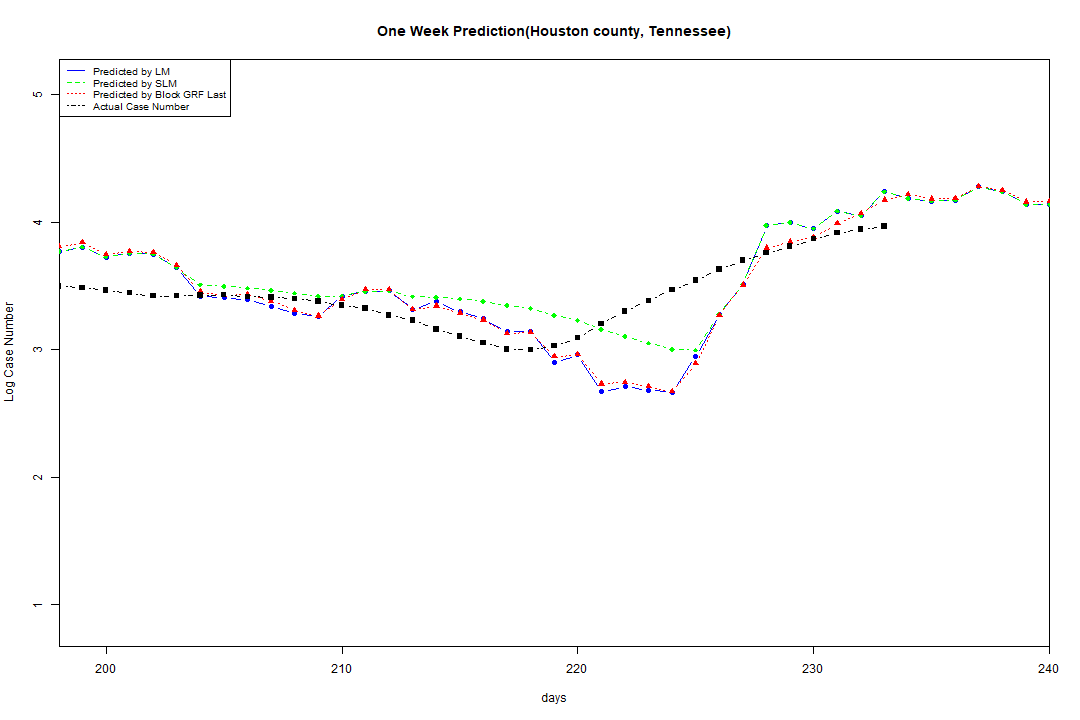 One Week Prediction(Houston county, Tennessee)
Predicted by LM
Predicted by SLM
Predicted by Block GRF Last
Actual Case Number
5
4
3
2
1
Log Case Number
200 210 220 230 240
days